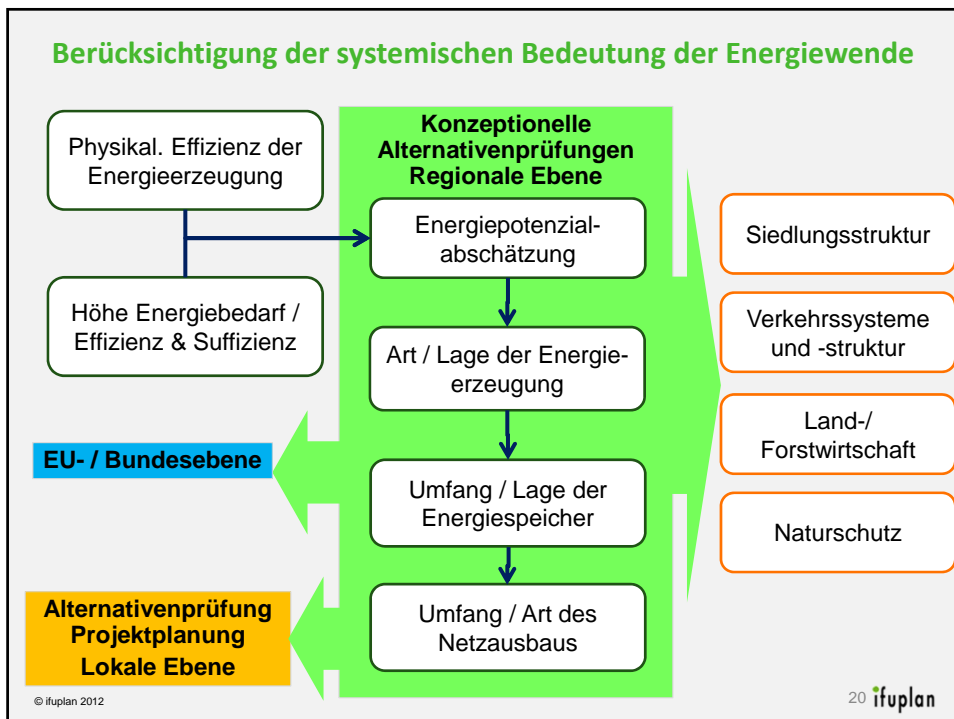 Berücksichtigung der systemischen Bedeutung der Energiewende
Physikal. Effizienz der
Energieerzeugung
Höhe Energiebedarf /
Effizienz & Suffizienz
EU- / Bundesebene
Alternativenprüfung
Projektplanung
Lokale Ebene
Konzeptionelle
Alternativenprüfungen
Regionale Ebene
Energiepotenzial-
abschätzung
Art / Lage der Energie-
erzeugung
Umfang / Lage der
Energiespeicher
Umfang / Art des
Netzausbaus
Siedlungsstruktur
Verkehrssysteme
und -struktur
Land-/
Forstwirtschaft
Naturschutz
© ifuplan 2012
20 ifuplan